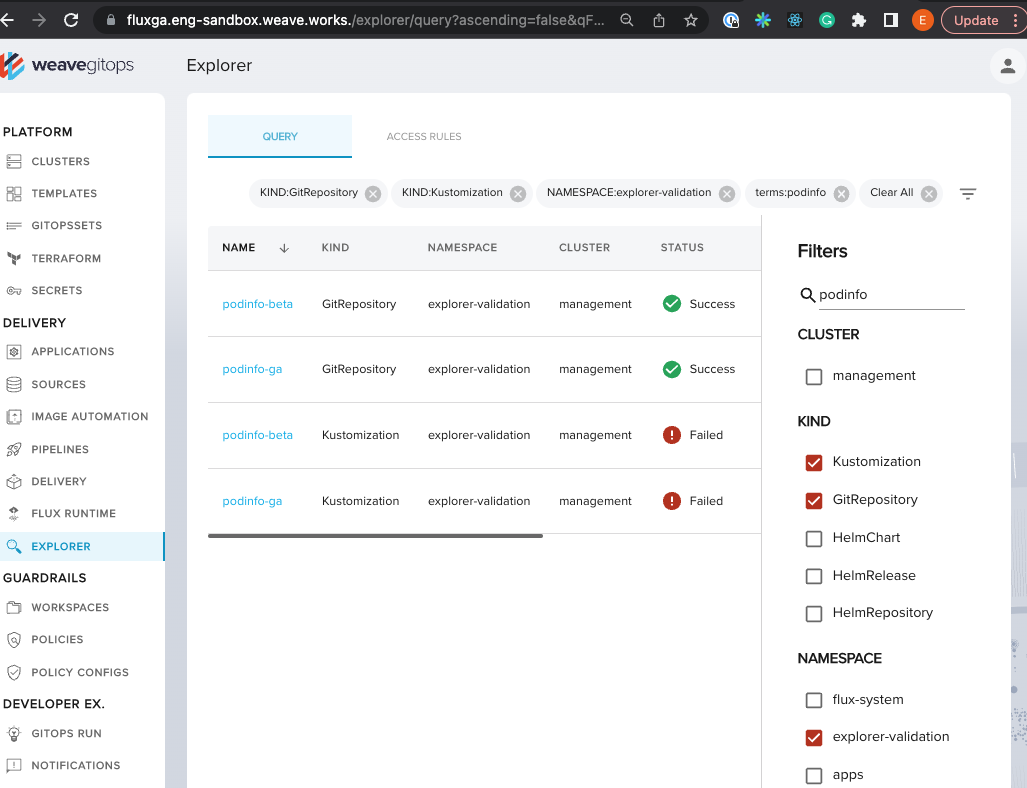 fluxga.eng-sandbox.weave.works./explorer/query?ascending=false&qF...
E
Update
weavegitops
Explorer
PLATFORM
CLUSTERS
TEMPLATES
GITOPSSETS
TERRAFORM
SECRETS
DELIVERY
APPLICATIONS
SOURCES
IMAGE AUTOMATION
PIPELINES
DELIVERY
FLUX RUNTIME
EXPLORER
GUARDRAILS
WORKSPACES
POLICIES
POLICY CONFIGS
DEVELOPER EX.
GITOPS RUN
NOTIFICATIONS
QUERY ACCESS RULES
KIND:GitRepository KIND:Kustomization NAMESPACE:explorer-validation terms:podinfo Clear All
NAME KIND NAMESPACE CLUSTER STATUS
podinfo-beta GitRepository explorer-validation management Success
podinfo-ga GitRepository explorer-validation management Success
podinfo-beta Kustomization explorer-validation management Failed
podinfo-ga Kustomization explorer-validation management Failed
Filters
podinfo
CLUSTER
management
KIND
Kustomization
GitRepository
HelmChart
HelmRelease
HelmRepository
NAMESPACE
flux-system
explorer-validation
apps